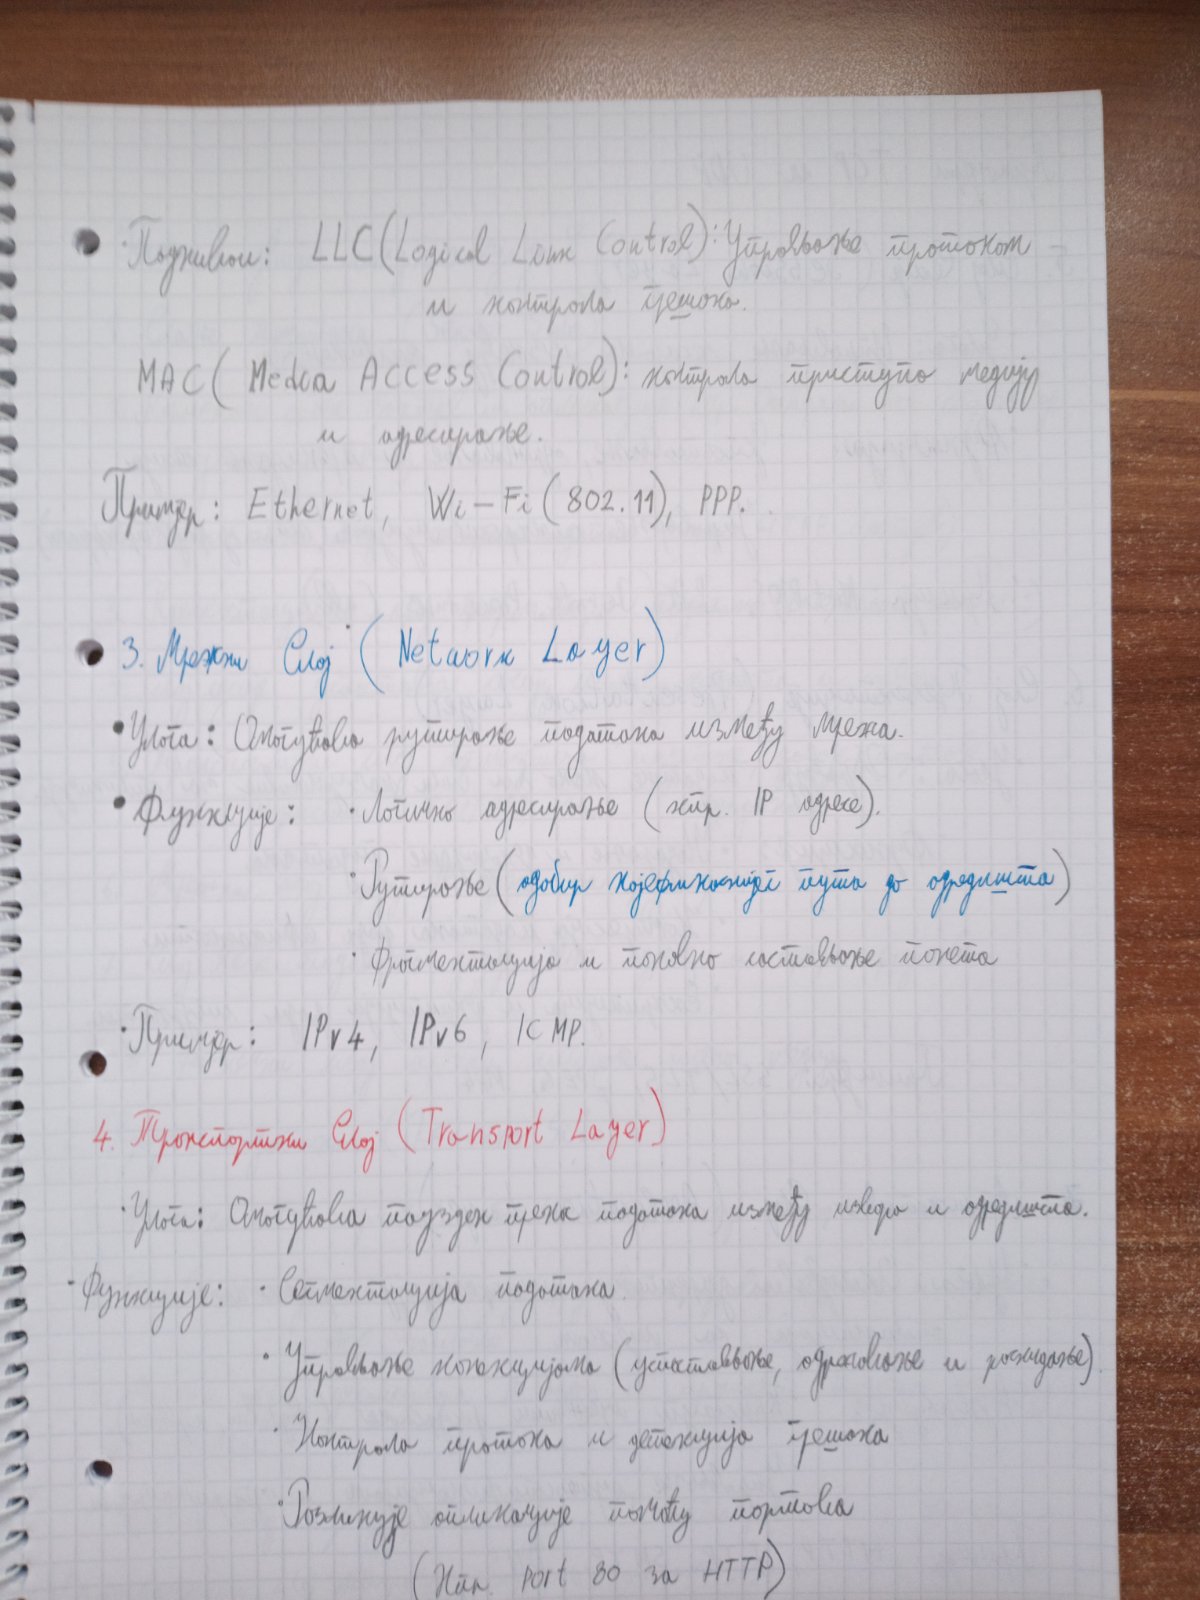 · Поднивои: LLC (Logical Link Control): Управљање протоком
и контрола грешака.
MAC (Media Access Control): контрола приступа медију
и адресирање.
Пример: Ethernet, Wi-Fi (802.11), PPP.
3. Мрежни Слој (Network Layer)
• Улога: Омогућава рутирање података између мрежа.
• Функције: · Логичко адресирање (нпр. IP адресе).
· Рутирање (одабир најефикаснијег пута до одредишта)
· Фрагментација и поновно састављање пакета
· Пример: IPv4, IPv6, ICMP.
4. Транспортни Слој (Transport Layer)
· Улога: Омогућава поуздан пренос података између извора и одредишта.
· Функције: · Сегментација података.
· Управљање конекцијама (успостављање, одржавање и раскидање).
· Контрола протока и детекција грешака
· Разликује апликације помоћу портова
(Нпр. port 80 за HTTP)